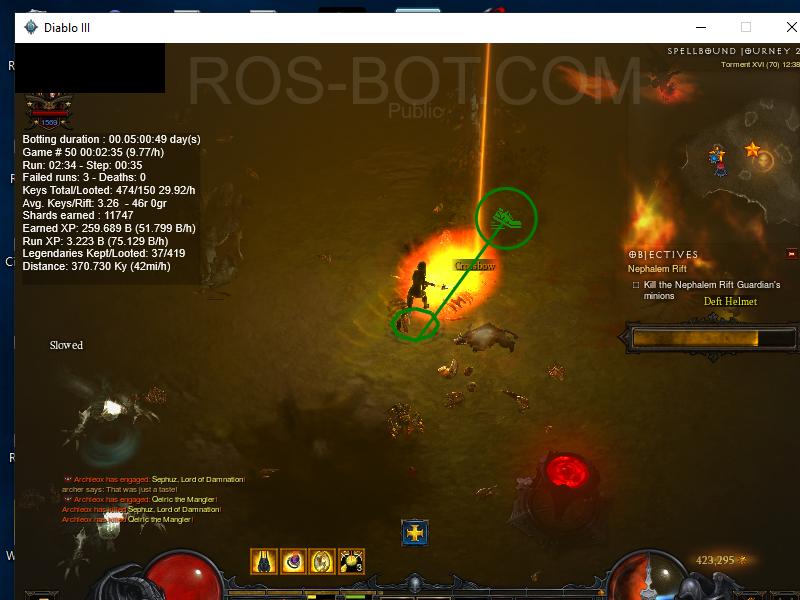 Diablo III
SPELLBOUND JOURNEY 2
Torment XVI (70) 12:38
ROS-BOT.COM
Public
1569
Botting duration : 00.05:00:49 day(s)
Game # 50 00:02:35 (9.77/h)
Run: 02:34 - Step: 00:35
Failed runs: 3 - Deaths: 0
Keys Total/Looted: 474/150 29.92/h
Avg. Keys/Rift: 3.26 - 46r 0gr
Shards earned : 11747
Earned XP: 259.689 B (51.799 B/h)
Run XP: 3.223 B (75.129 B/h)
Legendaries Kept/Looted: 37/419
Distance: 370.730 Ky (42mi/h)
Crossbow
OBJECTIVES
Nephalem Rift
Kill the Nephalem Rift Guardian's
minions
Deft Helmet
Slowed
Archleox has engaged: Sephuz, Lord of Damnation!
archer says: That was just a taste!
Archleox has engaged: Qelric the Mangler!
Archleox has killed Sephuz, Lord of Damnation!
Archleox has killed Qelric the Mangler!
3
423,295